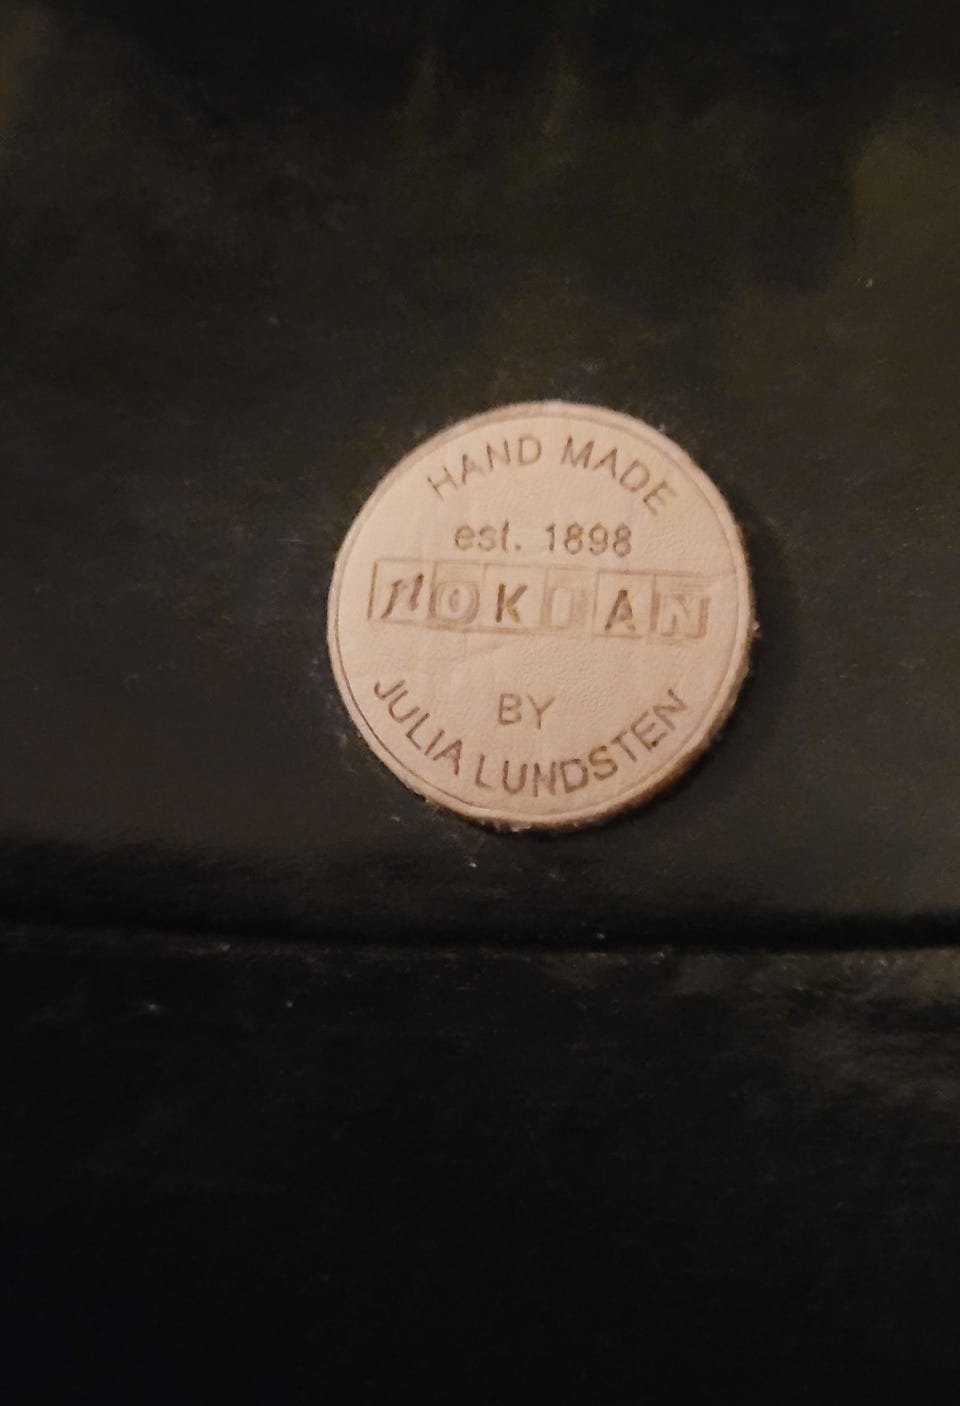 HAND MADE
est. 1898
nOKIAN
BY
JULIA LUNDSTEN